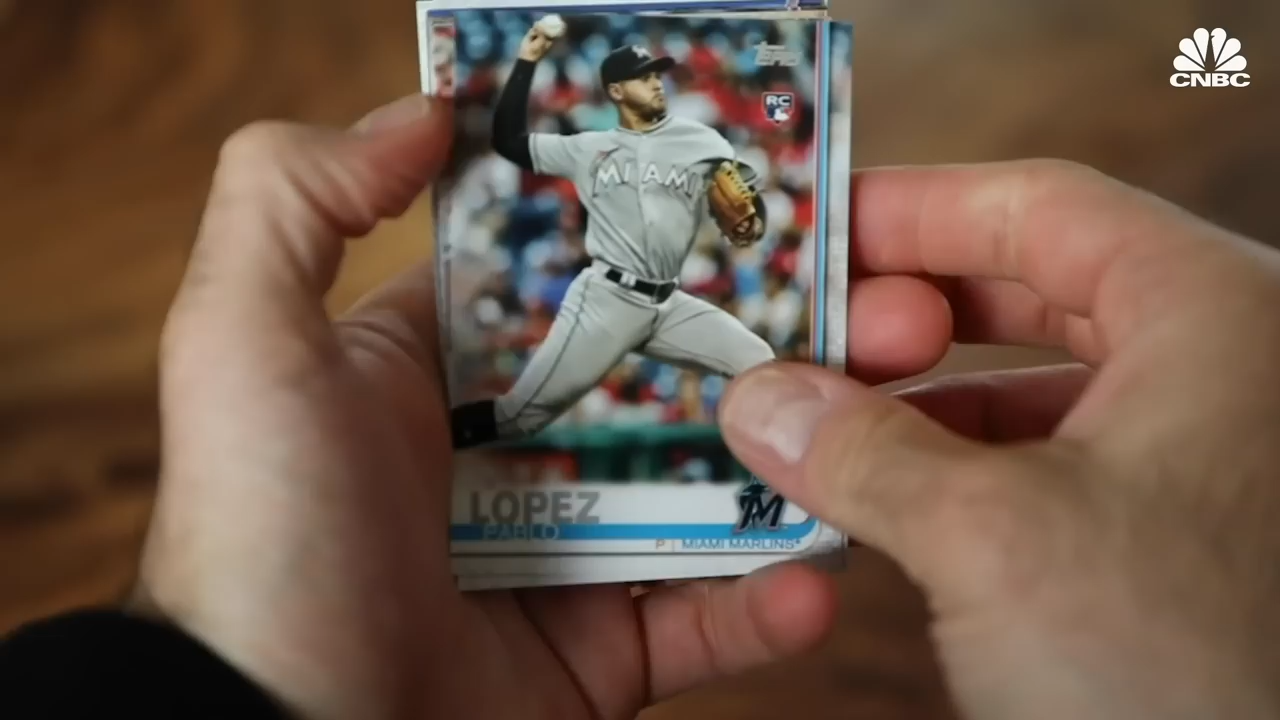 CNBC
Topps
RC
MIAMI
LOPEZ
PABLO
P | MIAMI MARLINS®